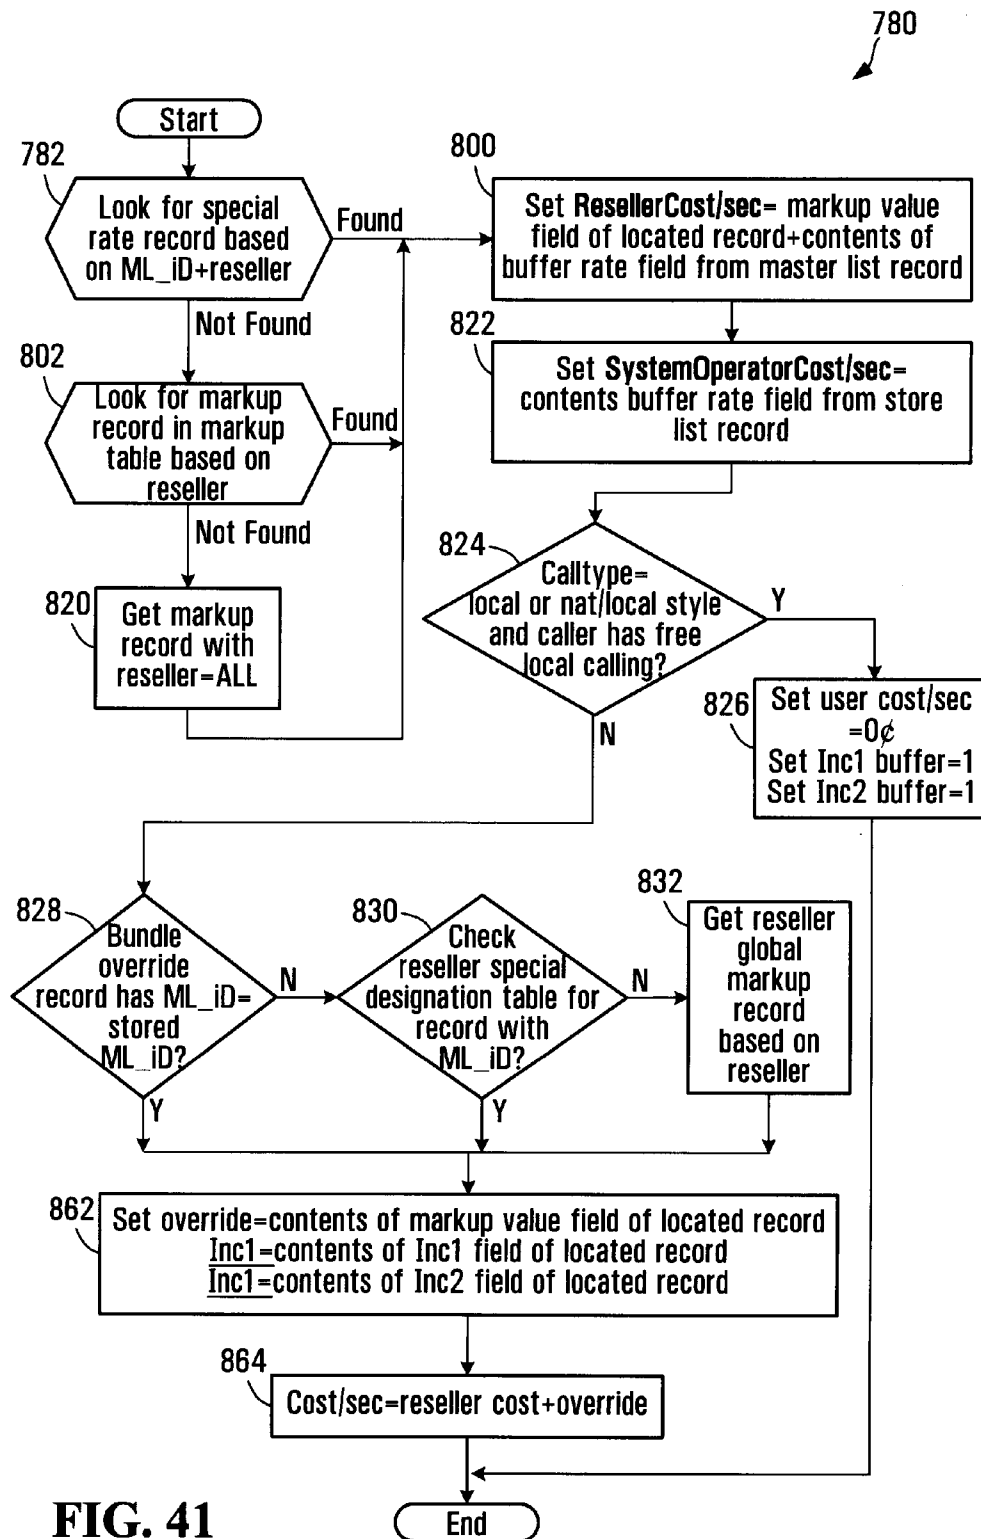 780
Start
782
Look for special
rate record based
on ML_iD+reseller
Found
Not Found
802
Look for markup
record in markup
table based on
reseller
Found
Not Found
820
Get markup
record with
reseller=ALL
800
Set ResellerCost/sec= markup value
field of located record+contents of
buffer rate field from master list record
822
Set SystemOperatorCost/sec=
contents buffer rate field from store
list record
824
Calltype=
local or nat/local style
and caller has free
local calling?
Y
N
826
Set user cost/sec
=0¢
Set Inc1 buffer=1
Set Inc2 buffer=1
828
Bundle
override
record has ML_iD=
stored
ML_iD?
N
Y
830
Check
reseller special
designation table for
record with
ML_iD?
N
Y
832
Get reseller
global
markup
record
based on
reseller
862
Set override=contents of markup value field of located record
Inc1=contents of Inc1 field of located record
Inc1=contents of Inc2 field of located record
864
Cost/sec=reseller cost+override
End
FIG. 41